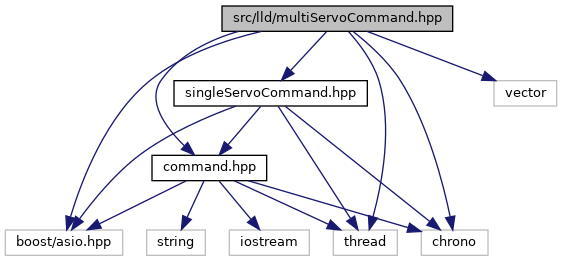 src/lld/multiServoCommand.hpp
singleServoCommand.hpp
vector
command.hpp
boost/asio.hpp
string
iostream
thread
chrono